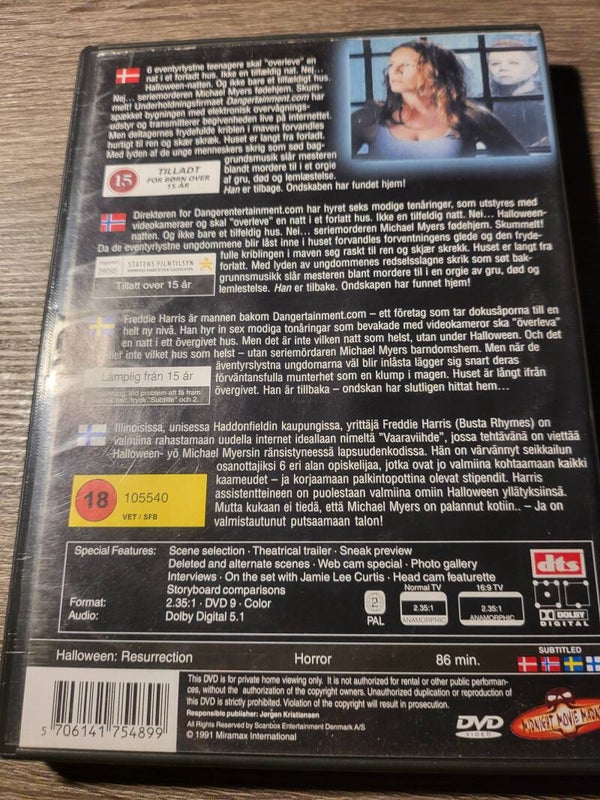 6 eventyrlystne teenagere skal "overleve" en
nat i et forladt hus. Ikke en tilfældig nat. Nej...
Halloween-natten. Og ikke bare et tilfældigt hus.
Nej... seriemorderen Michael Myers fødehjem. Skum-
melt! Underholdningsfirmaet Dangertainment.com har
spækket bygningen med elektronisk overvågnings-
udstyr og transmitterer begivenheden live på internettet.
Men deltagernes frydefulde kriblen i maven forvandles
hurtigt til ren og skær skræk. Huset er langt fra forladt.
Med lyden af de unge menneskers skrig som sød bag-
grundsmusik slår mesteren
blandt mordere til i et orgie
af gru, død og lemlæstelse.
Han er tilbage. Ondskaben har fundet hjem!
15 TILLADT
FOR BØRN OVER
15 ÅR
Direktøren for Dangerentertainment.com har hyret seks modige tenåringer, som utstyres med
videokameraer og skal "overleve" en natt i et forlatt hus. Ikke en tilfeldig natt. Nei... Halloween-
natten. Og ikke bare et tilfeldig hus. Nei... seriemorderen Michael Myers fødehjem. Skummelt!
Da de eventyrlystne ungdommene blir låst inne i huset forvandles forventningens glede og den fryde-
fulle kriblingen i maven seg raskt til ren og skjær skrekk. Huset er langt fra
forlatt. Med lyden av ungdommenes redselsslagne skrik som søt bak-
grunnsmusikk slår mesteren blant mordere til i en orgie av gru, død og
lemlestelse. Han er tilbake. Ondskapen har funnet hjem!
STATENS FILMTILSYN
Tillatt over 15 år
Freddie Harris är mannen bakom Dangertainment.com – ett företag som tar dokusåporna till en
helt ny nivå. Han hyr in sex modige tonåringar som bevakade med videokameror ska "överleva"
en natt i ett övergivet hus. Men det är inte vilken natt som helst, utan under Halloween. Och det
eller inte vilket hus som helst – utan seriemördaren Michael Myers barndomshem. Men när de
äventyrslystna ungdomarna väl blir inlåsta lägger sig snart deras
förväntansfulla munterhet som en klump i magen. Huset är långt ifrån
övergivet. Han är tillbaka – ondskan har slutligen hittat hem...
Lämplig från 15 år
Vid problem att få fram
tryck "Subtitle" och 2.
Illinoisissa, unisessa Haddonfieldin kaupungissa, yrittäjä Freddie Harris (Busta Rhymes) on
valmiina rahastamaan uudella internet ideallaan nimeltä "Vaaraviihde", jossa tehtävänä on viettää
Halloween- yö Michael Myersin ränsistyneessä lapsuudenkodissa. Hän on värvännyt seikkailun
osanottajiksi 6 eri alan opiskelijaa, jotka ovat jo valmiina kohtaamaan kaikki
kaameudet – ja korjaamaan palkintopottina olevat stipendit. Harris
assistentteineen on puolestaan valmiina omiin Halloween yllätyksiinsä.
Mutta kukaan ei tiedä, että Michael Myers on palannut kotiin.. – Ja on
valmistautunut putsaamaan talon!
18 105540
VET / SFB
Special Features: Scene selection · Theatrical trailer · Sneak preview
Deleted and alternate scenes · Web cam special · Photo gallery
Interviews · On the set with Jamie Lee Curtis · Head cam featurette
Storyboard comparisons
Format: 2.35:1 · DVD 9 · Color
Audio: Dolby Digital 5.1
2
PAL
Normal TV
2.35:1
ANAMORPHIC
16:9 TV
2.35:1
ANAMORPHIC
dts
DOLBY
DIGITAL
Halloween: Resurrection Horror 86 min.
SUBTITLED
This DVD is for private home viewing only. It is not authorized for rental or other public performan-
ces, without the authorization of the copyright owners. Unauthorized duplication or reproduction of
this DVD is strictly prohibited. Violation of the copyright will result in prosecution.
Responsible publisher: Jørgen Kristiansen
All Rights Reserved by Scanbox Entertainment Denmark A/S
© 1991 Miramax International
5 706141 754899
DVD
VIDEO
MIDNIGHT MOVIE